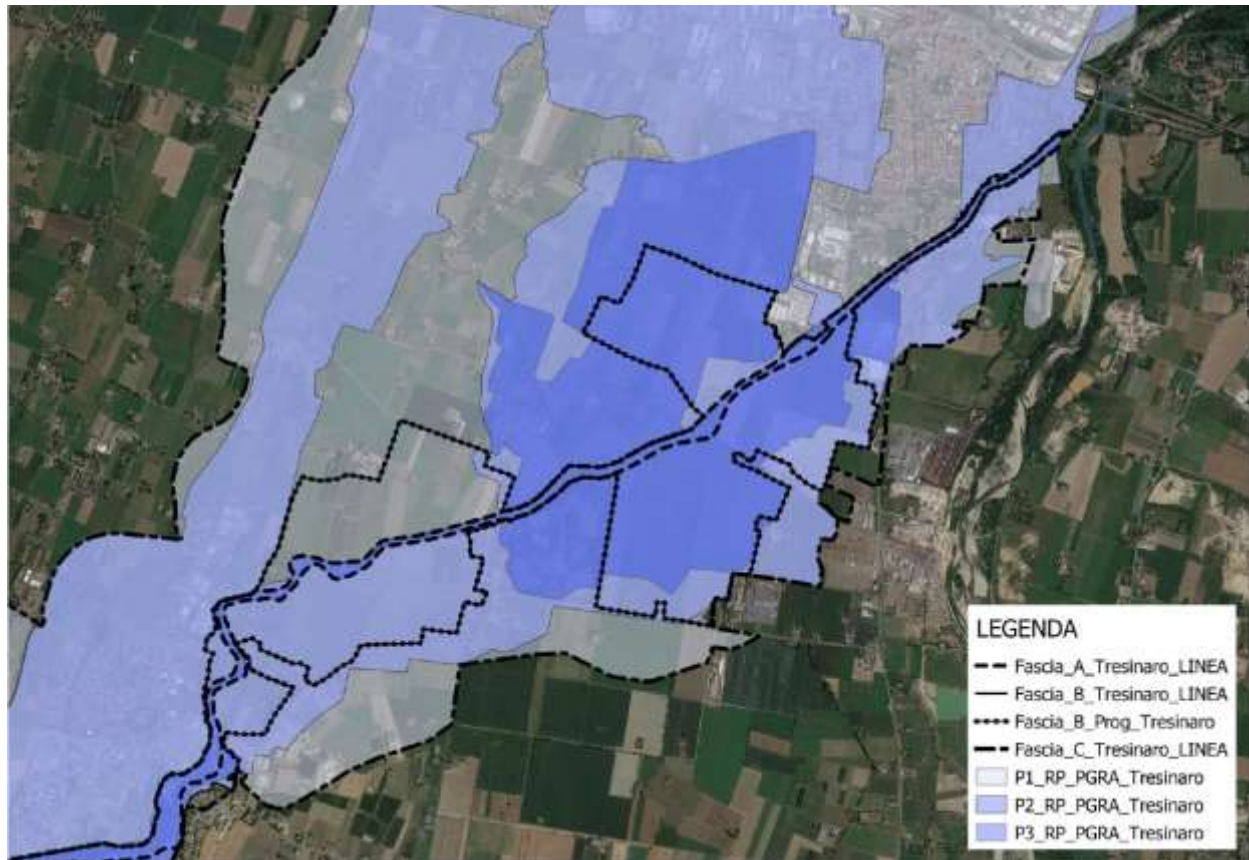 LEGENDA
Fascia_A_Tresinaro_LINEA
Fascia_B_Tresinaro_LINEA
Fascia_B_Prog_Tresinaro
Fascia_C_Tresinaro_LINEA
P1_RP_PGRA_Tresinaro
P2_RP_PGRA_Tresinaro
P3_RP_PGRA_Tresinaro